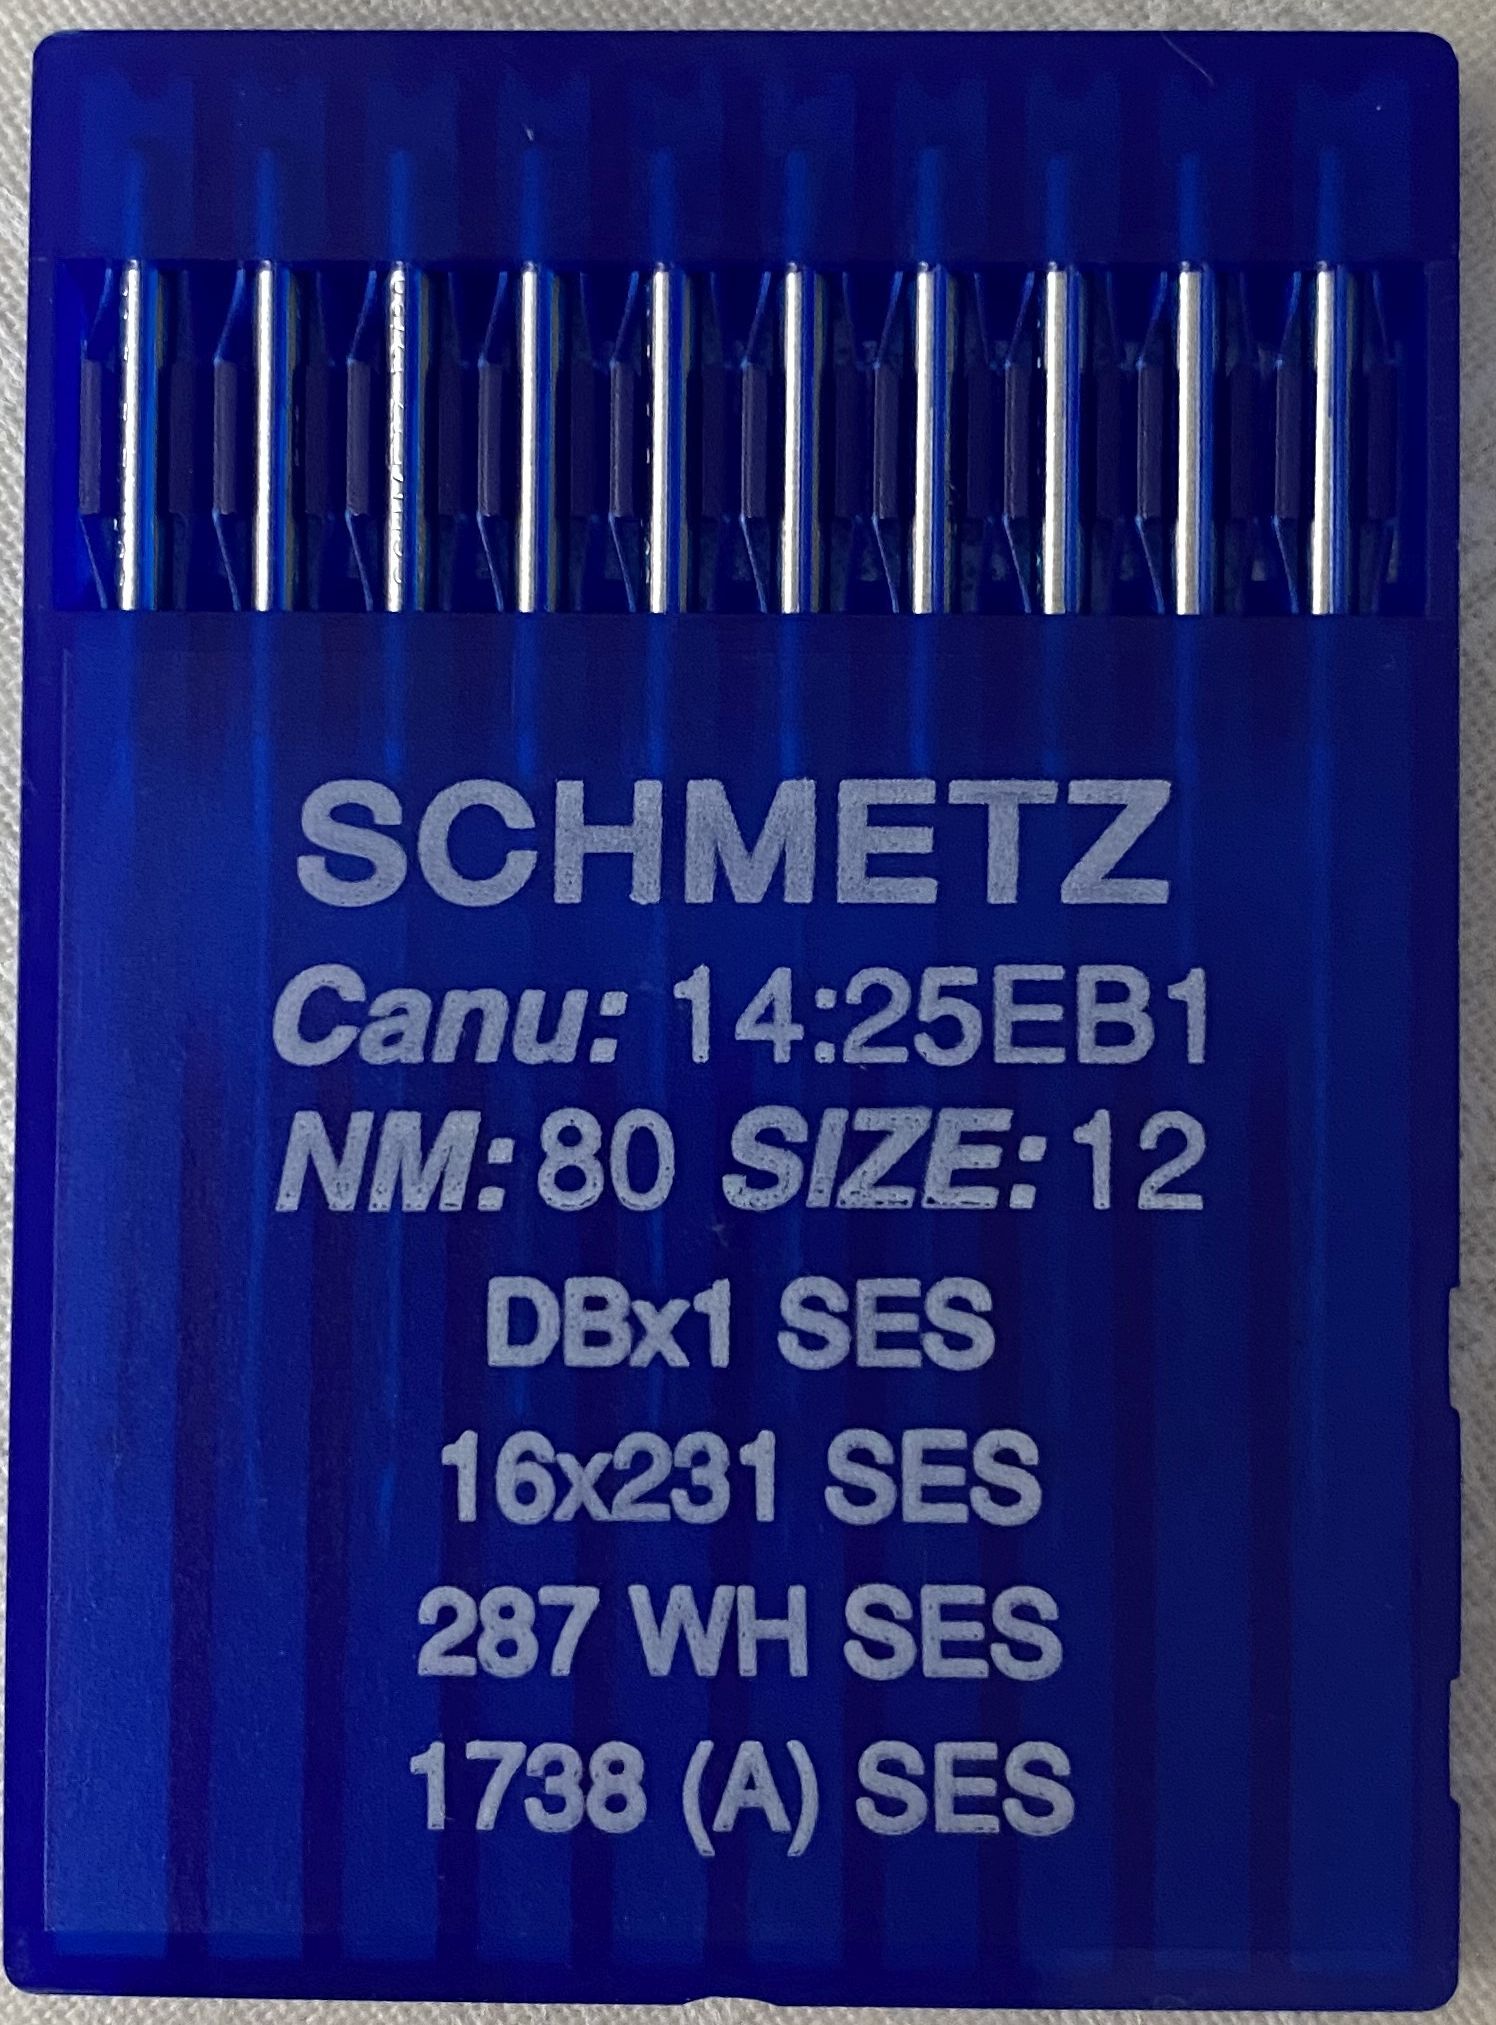 SCHMETZ
Canu: 14:25EB1
NM: 80 SIZE: 12
DBx1 SES
16x231 SES
287 WH SES
1738 (A) SES